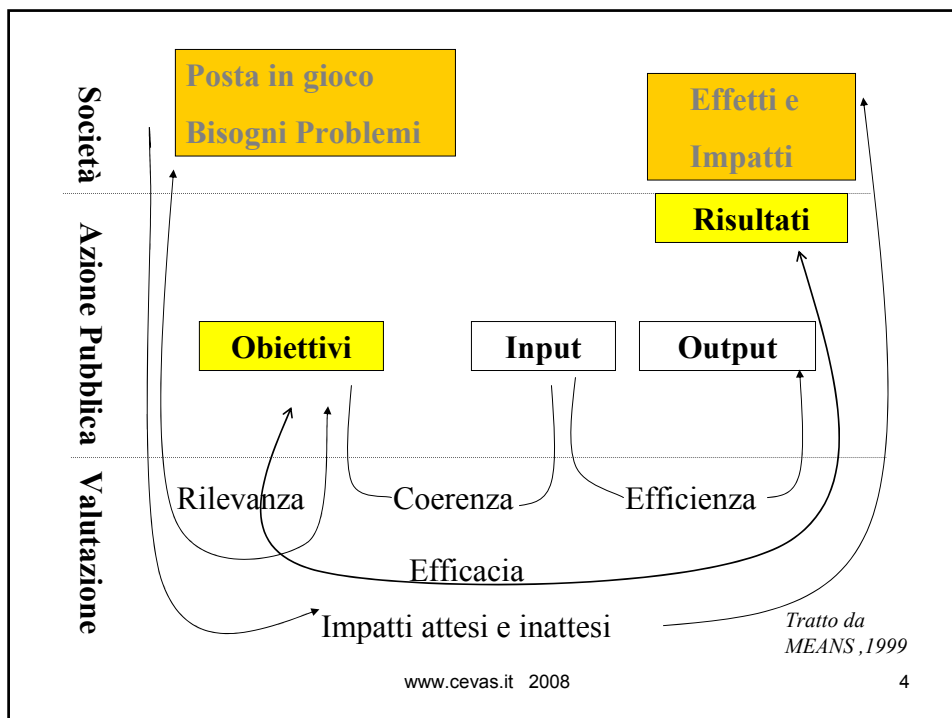 Società
Posta in gioco
Bisogni Problemi
Effetti e
Impatti
Azione Pubblica
Risultati
Obiettivi
Input
Output
Valutazione
Rilevanza
Coerenza
Efficienza
Efficacia
Impatti attesi e inattesi
Tratto da
MEANS ,1999
www.cevas.it 2008
4